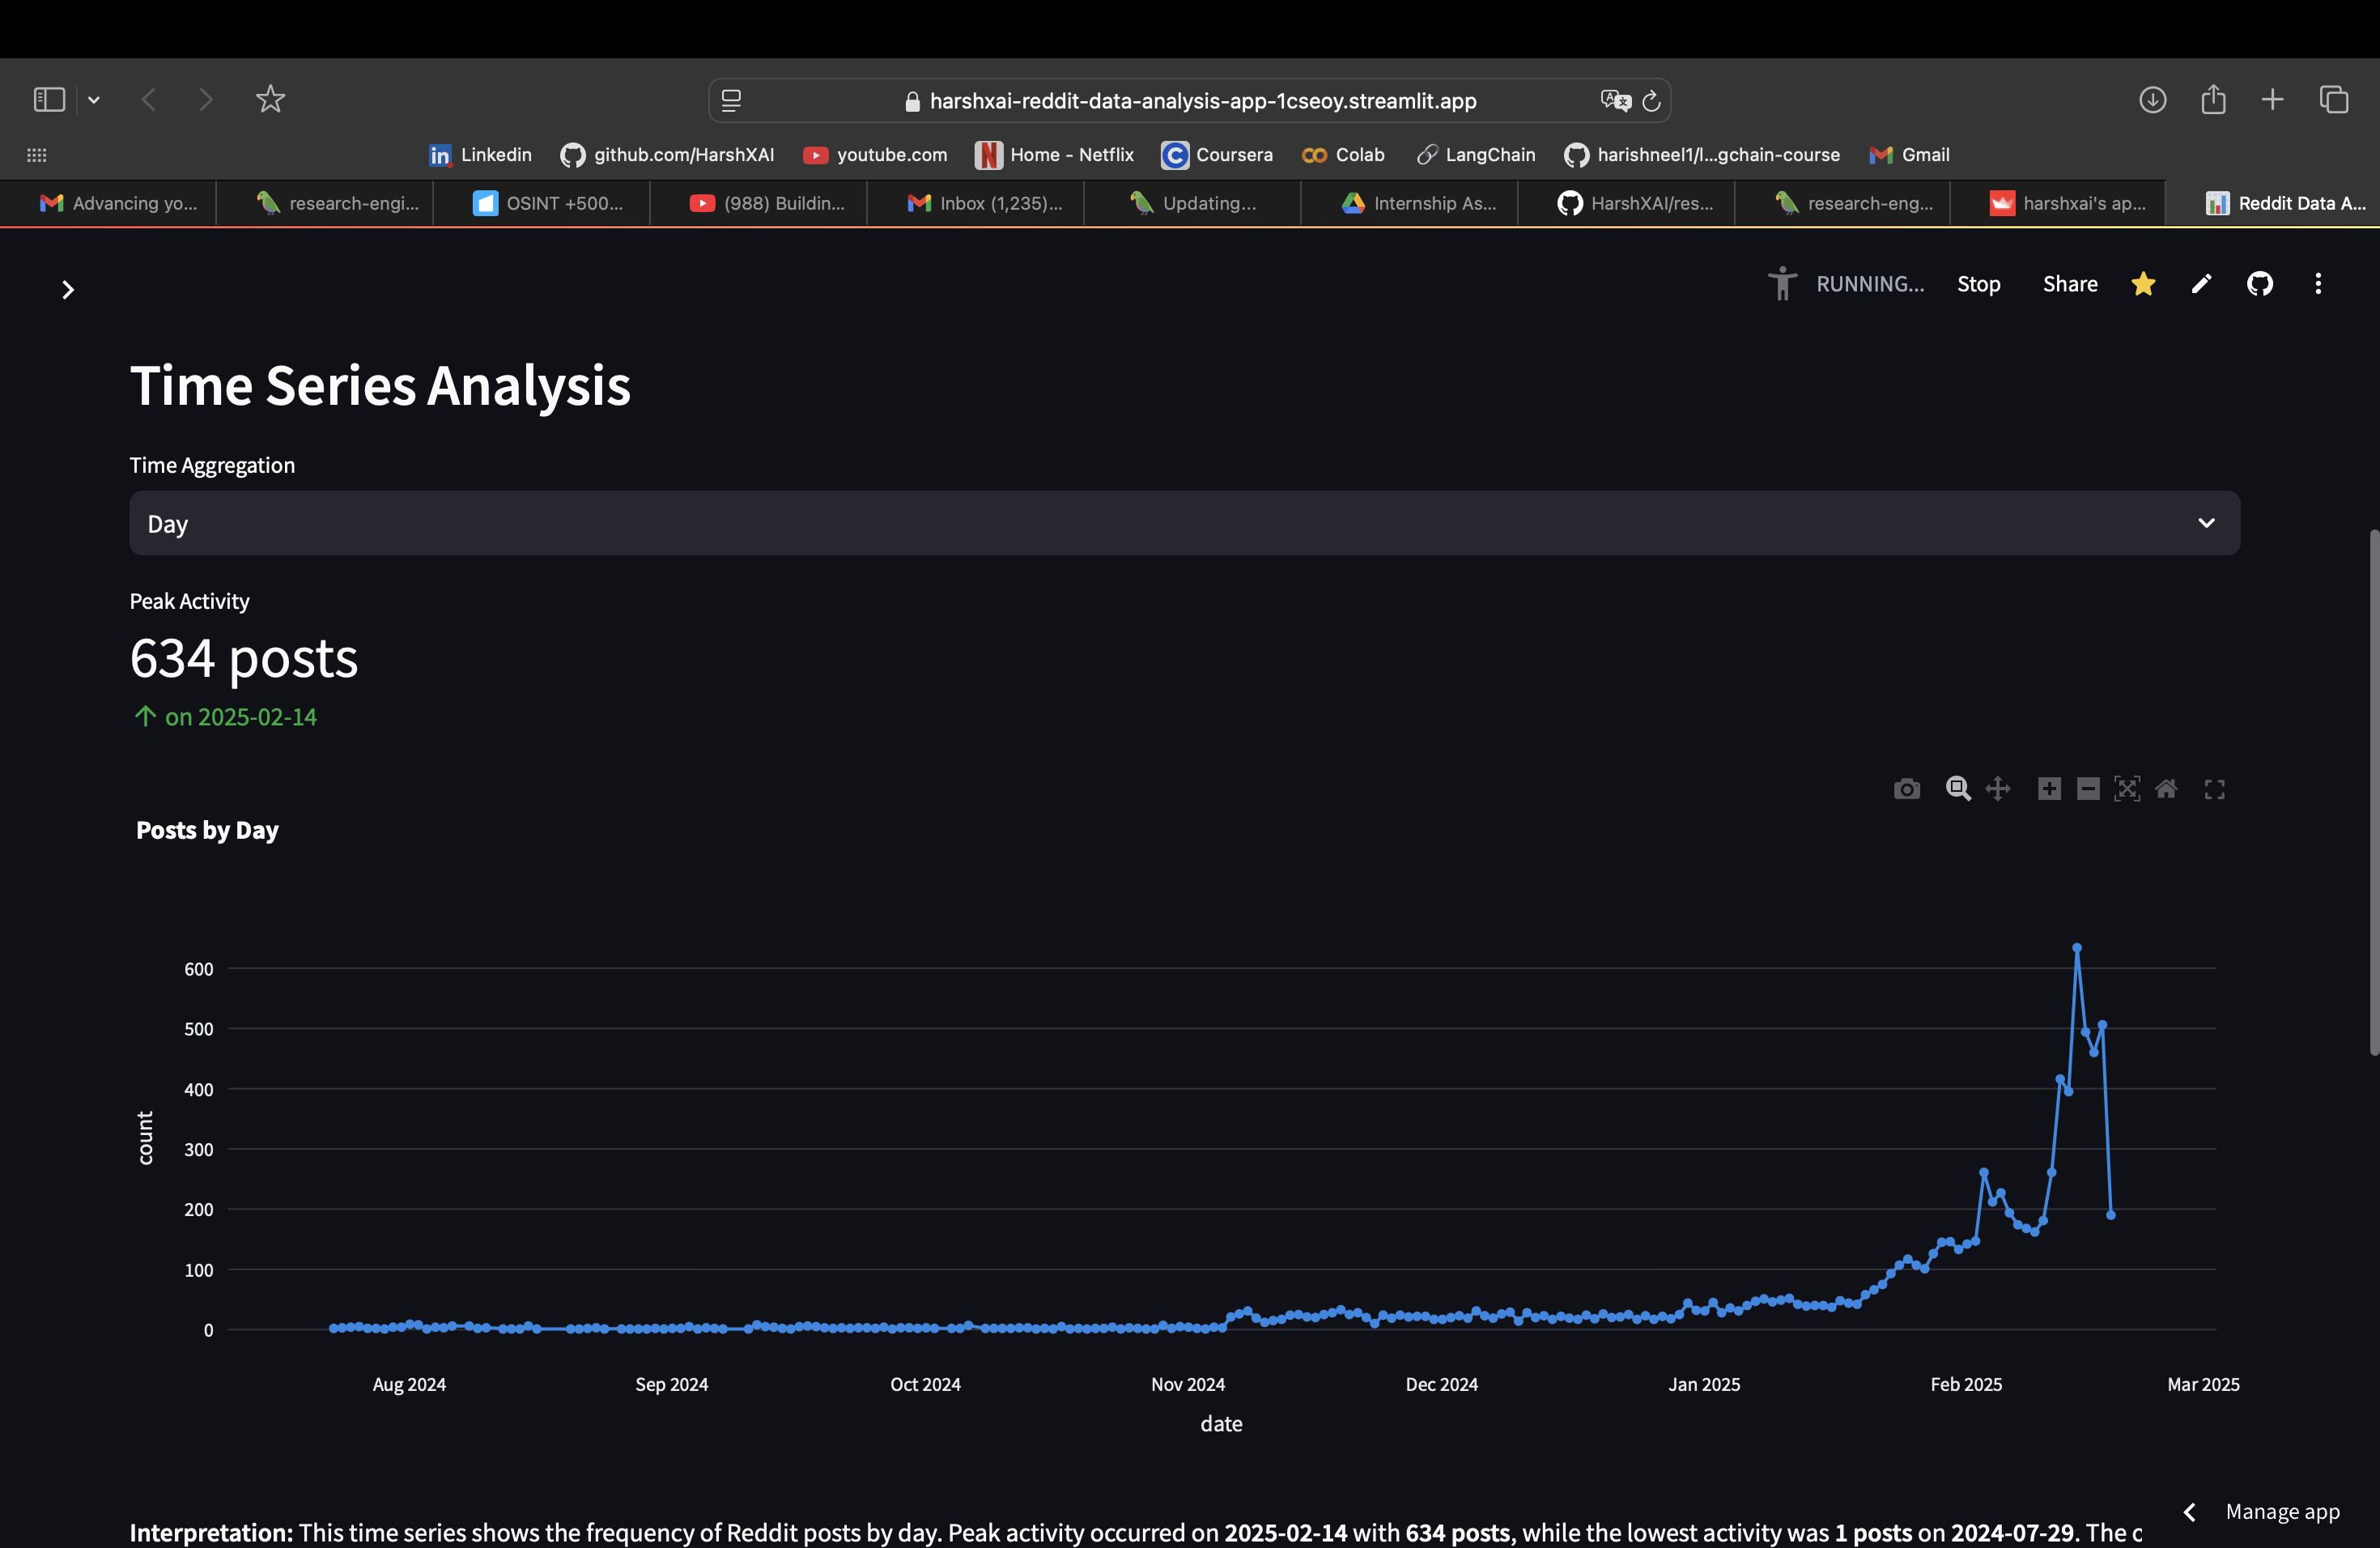 harshxai-reddit-data-analysis-app-1cseoy.streamlit.app
Linkedin github.com/HarshXAI youtube.com Home - Netflix Coursera Colab LangChain harishneel1/l...gchain-course Gmail
Advancing yo... research-engi... OSINT +500... (988) Buildin... Inbox (1,235)... Updating... Internship As... HarshXAI/res... research-eng... harshxai's ap... Reddit Data A...
RUNNING... Stop Share
Time Series Analysis
Time Aggregation
Day
Peak Activity
634 posts
↑ on 2025-02-14
Posts by Day
600
500
400
300
200
100
0
count
Aug 2024 Sep 2024 Oct 2024 Nov 2024 Dec 2024 Jan 2025 Feb 2025 Mar 2025
date
Manage app
Interpretation: This time series shows the frequency of Reddit posts by day. Peak activity occurred on 2025-02-14 with 634 posts, while the lowest activity was 1 posts on 2024-07-29. The